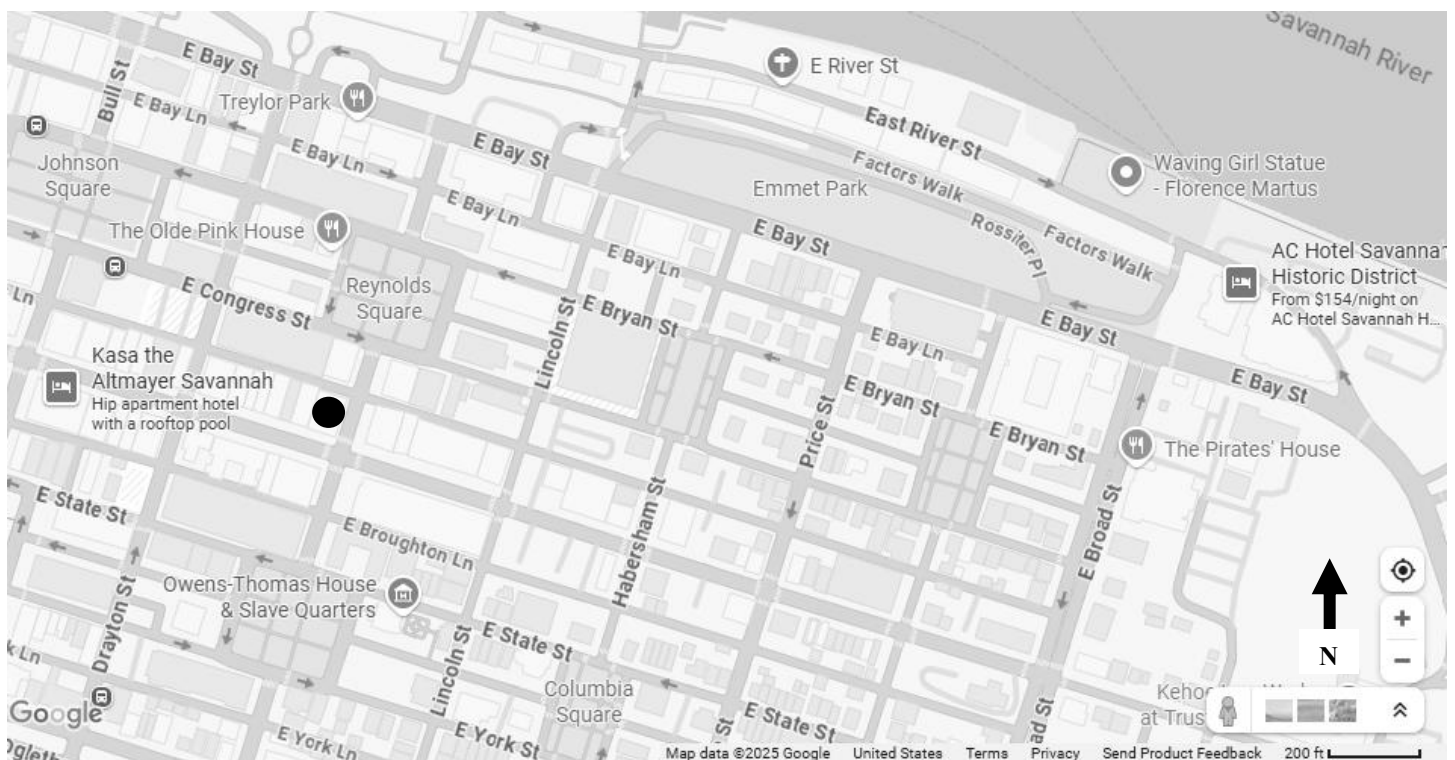 Savannah River
E Bay St
Bull St
E Bay Ln
Treylor Park
E River St
East River St
Johnson
Square
E Bay Ln
E Bay St
Emmet Park
Factors Walk
Waving Girl Statue
- Florence Martus
The Olde Pink House
E Bay Ln
E Bay St
Rossiter Pl
Factors Walk
AC Hotel Savannah
Historic District
From $154/night on
AC Hotel Savannah H...
E Bay Ln
E Congress St
Reynolds
Square
Lincoln St
E Bryan St
E Bay Ln
E Bay St
Kasa the
Altmayer Savannah
Hip apartment hotel
with a rooftop pool
E Bryan St
E Bay St
Price St
E Bryan St
The Pirates' House
E State St
E Broughton Ln
Habersham St
E Broad St
Owens-Thomas House
& Slave Quarters
Drayton St
Lincoln St
E State St
N
Columbia
Square
E York Ln
E York St
E State St
Google
Map data ©2025 Google United States Terms Privacy Send Product Feedback 200 ft